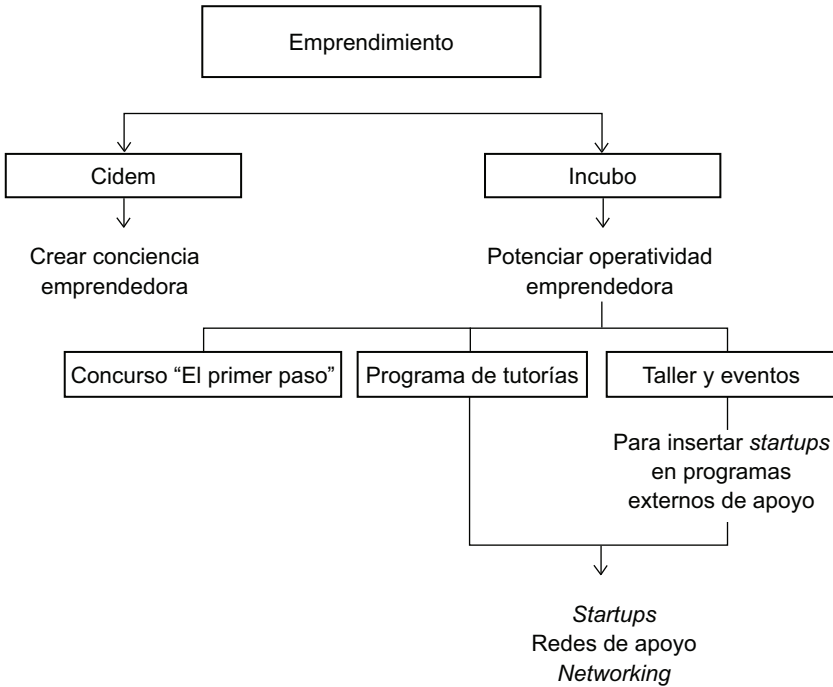 Emprendimiento
Cidem
Incubo
Crear conciencia
emprendedora
Potenciar operatividad
emprendedora
Concurso “El primer paso”
Programa de tutorías
Taller y eventos
Para insertar startups
en programas
externos de apoyo
Startups
Redes de apoyo
Networking